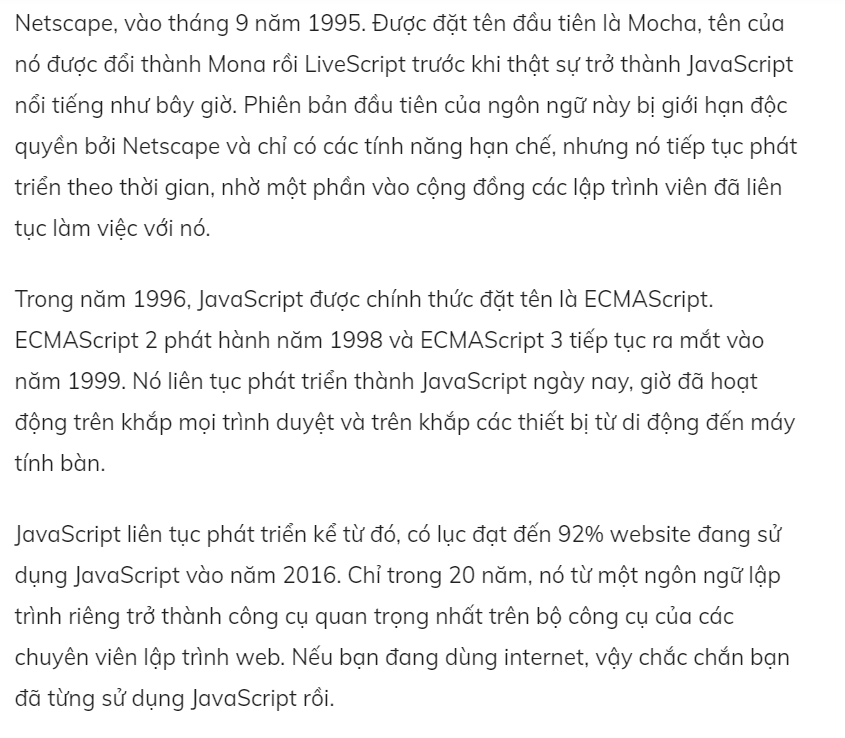 Netscape, vào tháng 9 năm 1995. Được đặt tên đầu tiên là Mocha, tên của
nó được đổi thành Mona rồi LiveScript trước khi thật sự trở thành JavaScript
nổi tiếng như bây giờ. Phiên bản đầu tiên của ngôn ngữ này bị giới hạn độc
quyền bởi Netscape và chỉ có các tính năng hạn chế, nhưng nó tiếp tục phát
triển theo thời gian, nhờ một phần vào cộng đồng các lập trình viên đã liên
tục làm việc với nó.
Trong năm 1996, JavaScript được chính thức đặt tên là ECMAScript.
ECMAScript 2 phát hành năm 1998 và ECMAScript 3 tiếp tục ra mắt vào
năm 1999. Nó liên tục phát triển thành JavaScript ngày nay, giờ đã hoạt
động trên khắp mọi trình duyệt và trên khắp các thiết bị từ di động đến máy
tính bàn.
JavaScript liên tục phát triển kể từ đó, có lục đạt đến 92% website đang sử
dụng JavaScript vào năm 2016. Chỉ trong 20 năm, nó từ một ngôn ngữ lập
trình riêng trở thành công cụ quan trọng nhất trên bộ công cụ của các
chuyên viên lập trình web. Nếu bạn đang dùng internet, vậy chắc chắn bạn
đã từng sử dụng JavaScript rồi.